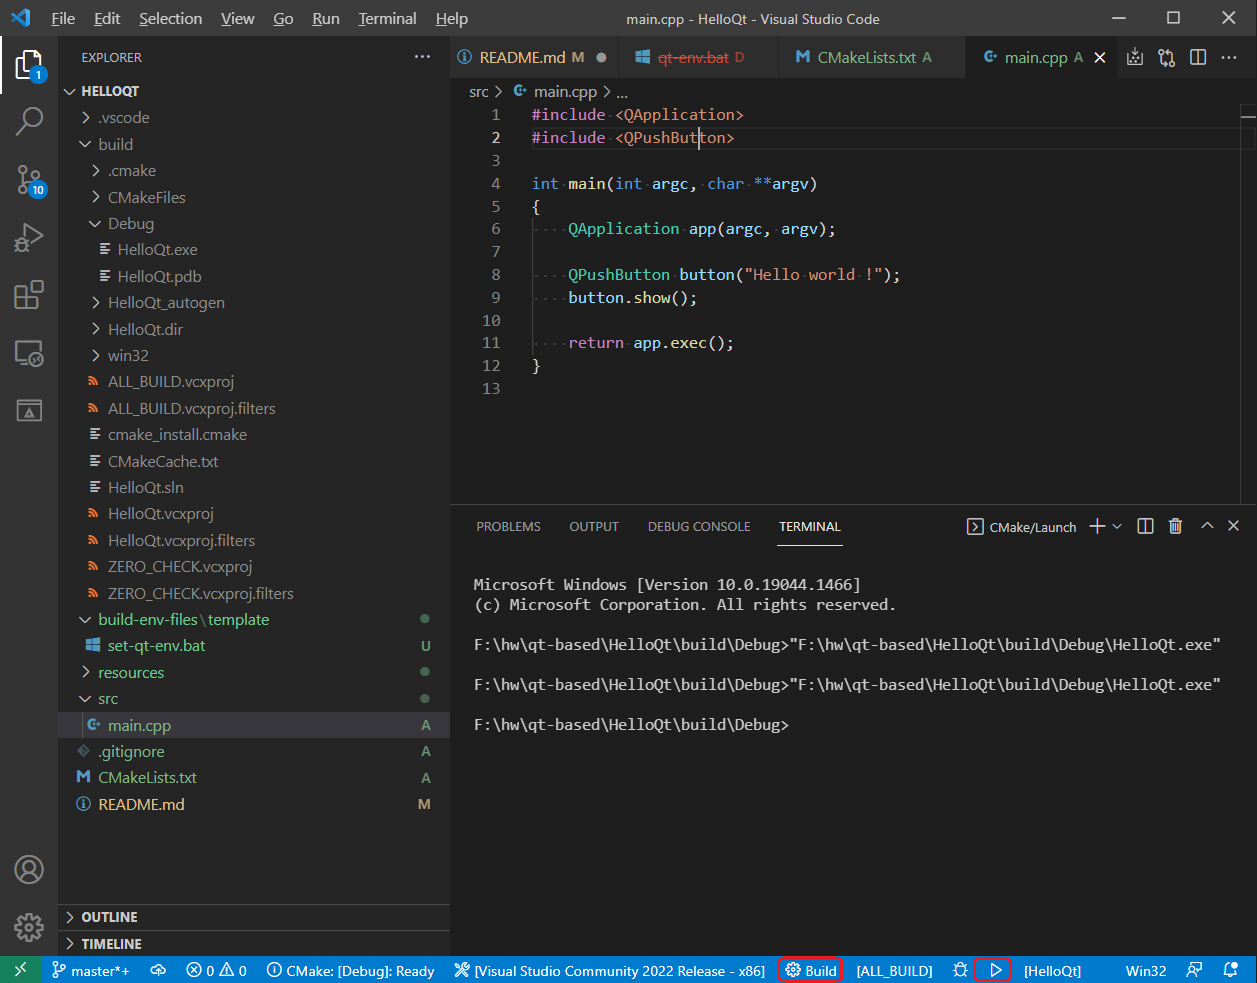 File Edit Selection View Go Run Terminal Help main.cpp - HelloQt - Visual Studio Code
EXPLORER
HELLOQT
.vscode
build
.cmake
CMakeFiles
Debug
HelloQt.exe
HelloQt.pdb
HelloQt_autogen
HelloQt.dir
win32
ALL_BUILD.vcxproj
ALL_BUILD.vcxproj.filters
cmake_install.cmake
CMakeCache.txt
HelloQt.sln
HelloQt.vcxproj
HelloQt.vcxproj.filters
ZERO_CHECK.vcxproj
ZERO_CHECK.vcxproj.filters
build-env-files\template
set-qt-env.bat U
resources
src
main.cpp A
.gitignore A
CMakeLists.txt A
README.md M
OUTLINE
TIMELINE
1
10
README.md M qt-env.bat D CMakeLists.txt A main.cpp A
src > main.cpp > ...
1 #include <QApplication>
2 #include <QPushButton>
3
4 int main(int argc, char **argv)
5 {
6 QApplication app(argc, argv);
7
8 QPushButton button("Hello world !");
9 button.show();
10
11 return app.exec();
12 }
13
PROBLEMS OUTPUT DEBUG CONSOLE TERMINAL CMake/Launch
Microsoft Windows [Version 10.0.19044.1466]
(c) Microsoft Corporation. All rights reserved.
F:\hw\qt-based\HelloQt\build\Debug>"F:\hw\qt-based\HelloQt\build\Debug\HelloQt.exe"
F:\hw\qt-based\HelloQt\build\Debug>"F:\hw\qt-based\HelloQt\build\Debug\HelloQt.exe"
F:\hw\qt-based\HelloQt\build\Debug>
master*+ 0 0 CMake: [Debug]: Ready [Visual Studio Community 2022 Release - x86] Build [ALL_BUILD] [HelloQt] Win32